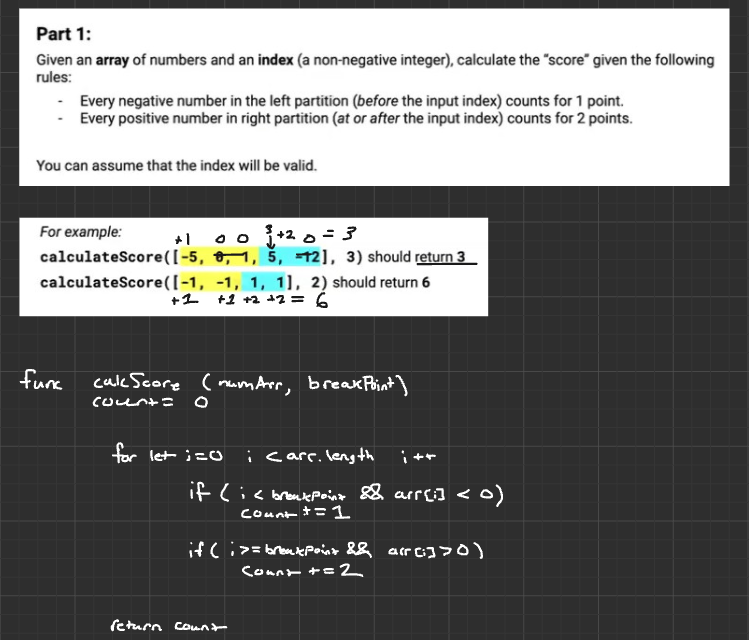 Part 1:
Given an array of numbers and an index (a non-negative integer), calculate the "score" given the following
rules:
- Every negative number in the left partition (before the input index) counts for 1 point.
- Every positive number in right partition (at or after the input index) counts for 2 points.
You can assume that the index will be valid.
For example:
+1 0 0 3 +2 0 = 3
calculateScore([-5, 0, 1, 5, -12], 3) should return 3
calculateScore([-1, -1, 1, 1], 2) should return 6
+1 +1 +2 +2 = 6
func calcScore (numArr, breakPoint)
count = 0
for let i=0 i < arr.length i++
if ( i < breakPoint && arr[i] < 0)
count += 1
if ( i >= breakPoint && arr[i] > 0)
count += 2
return count